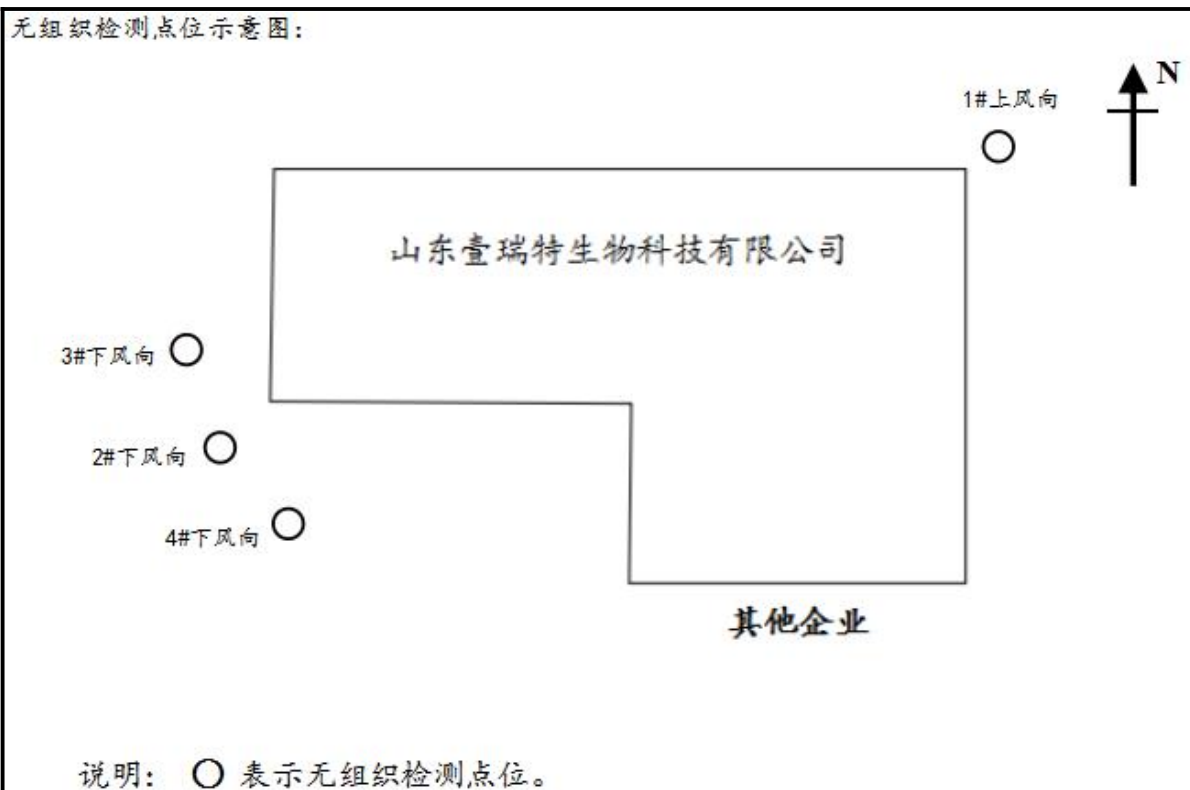 无组织检测点位示意图：
N
1#上风向
山东壹瑞特生物科技有限公司
3#下风向
2#下风向
4#下风向
其他企业
说明： ○ 表示无组织检测点位。